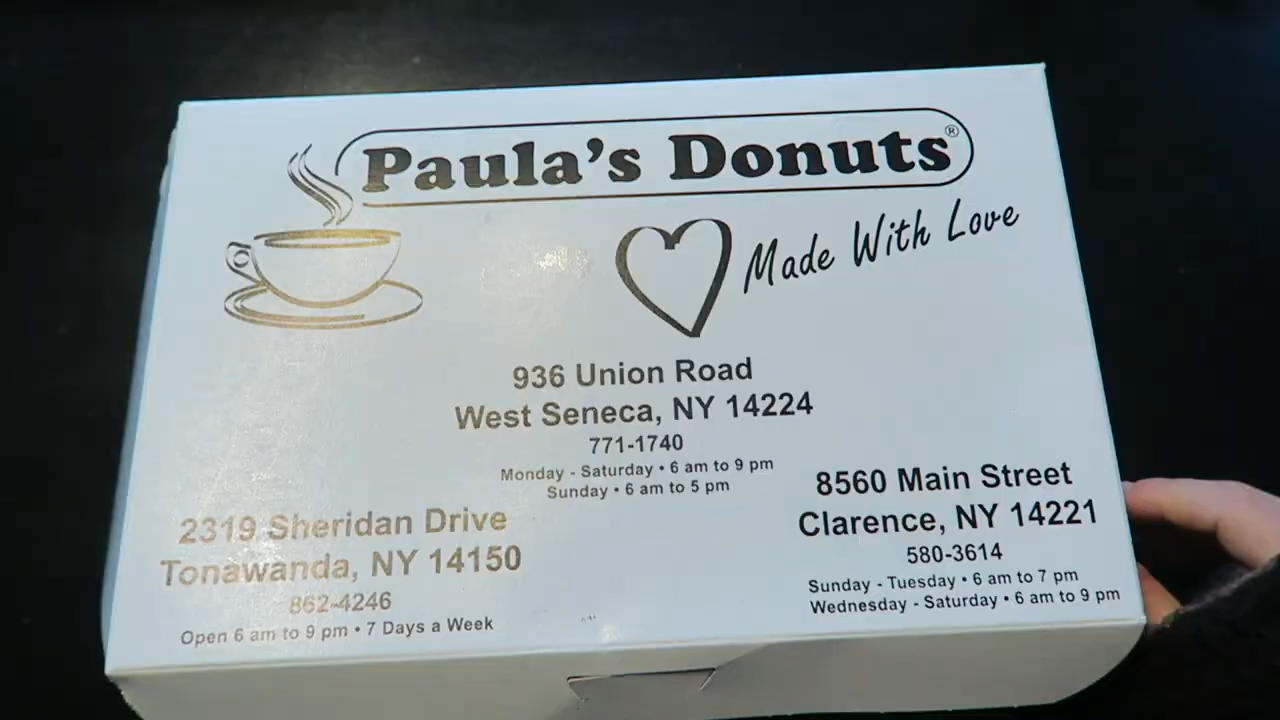 Paula's Donuts®
Made With Love
936 Union Road
West Seneca, NY 14224
771-1740
Monday - Saturday • 6 am to 9 pm
Sunday • 6 am to 5 pm
2319 Sheridan Drive
Tonawanda, NY 14150
862-4246
Open 6 am to 9 pm • 7 Days a Week
8560 Main Street
Clarence, NY 14221
580-3614
Sunday - Tuesday • 6 am to 7 pm
Wednesday - Saturday • 6 am to 9 pm